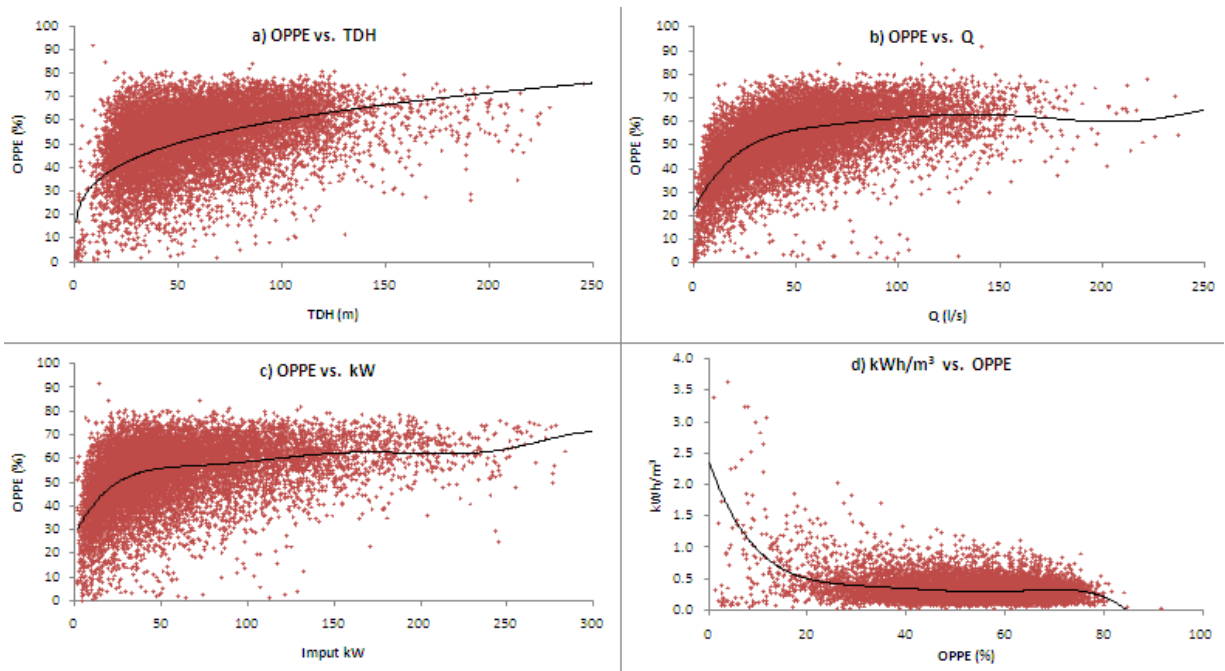 a) OPPE vs. TDH
OPPE (%)
100
90
80
70
60
50
40
30
20
10
0
0 50 100 150 200 250
TDH (m)
b) OPPE vs. Q
OPPE (%)
100
90
80
70
60
50
40
30
20
10
0
0 50 100 150 200 250
Q (l/s)
c) OPPE vs. kW
OPPE (%)
100
90
80
70
60
50
40
30
20
10
0
0 50 100 150 200 250 300
Imput kW
d) kWh/m³ vs. OPPE
kWh/m³
4.0
3.5
3.0
2.5
2.0
1.5
1.0
0.5
0.0
0 20 40 60 80 100
OPPE (%)